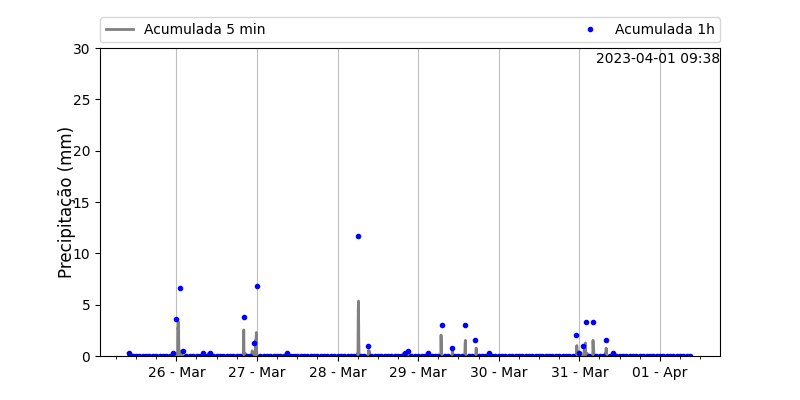 Acumulada 5 min
Acumulada 1h
2023-04-01 09:38
Precipitação (mm)
30
25
20
15
10
5
0
26 - Mar
27 - Mar
28 - Mar
29 - Mar
30 - Mar
31 - Mar
01 - Apr